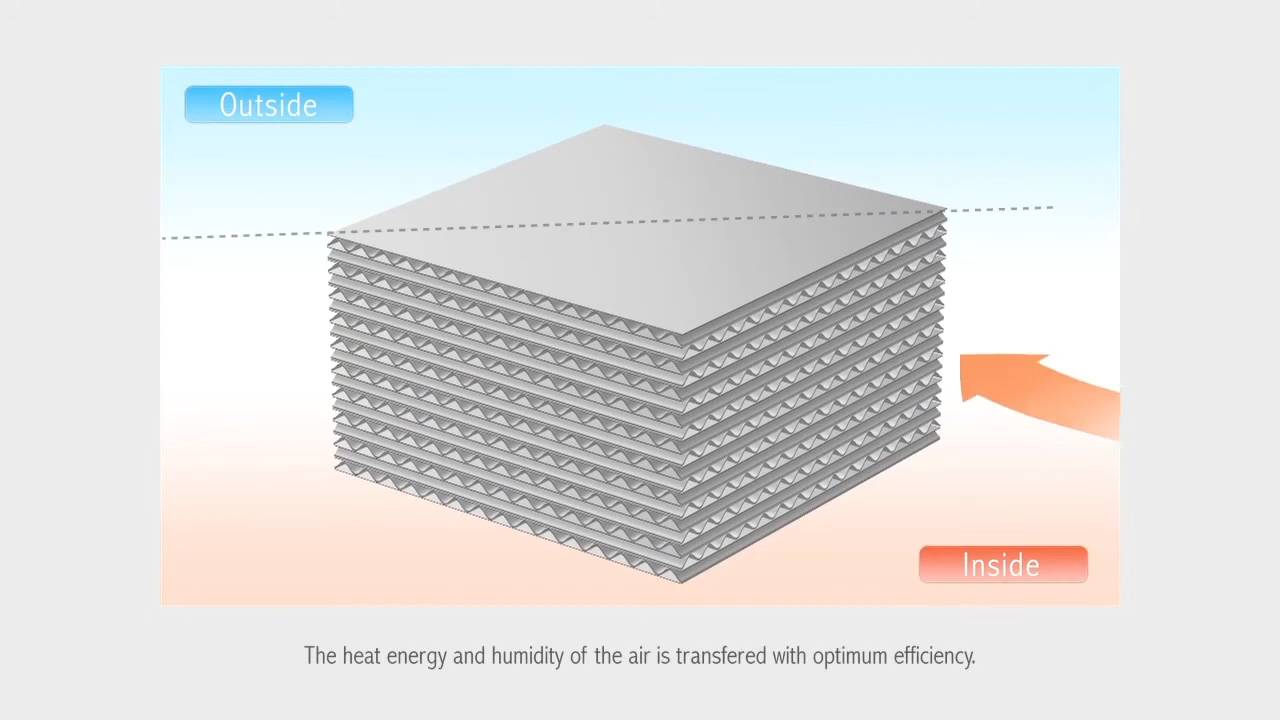 Outside
Inside
The heat energy and humidity of the air is transfered with optimum efficiency.